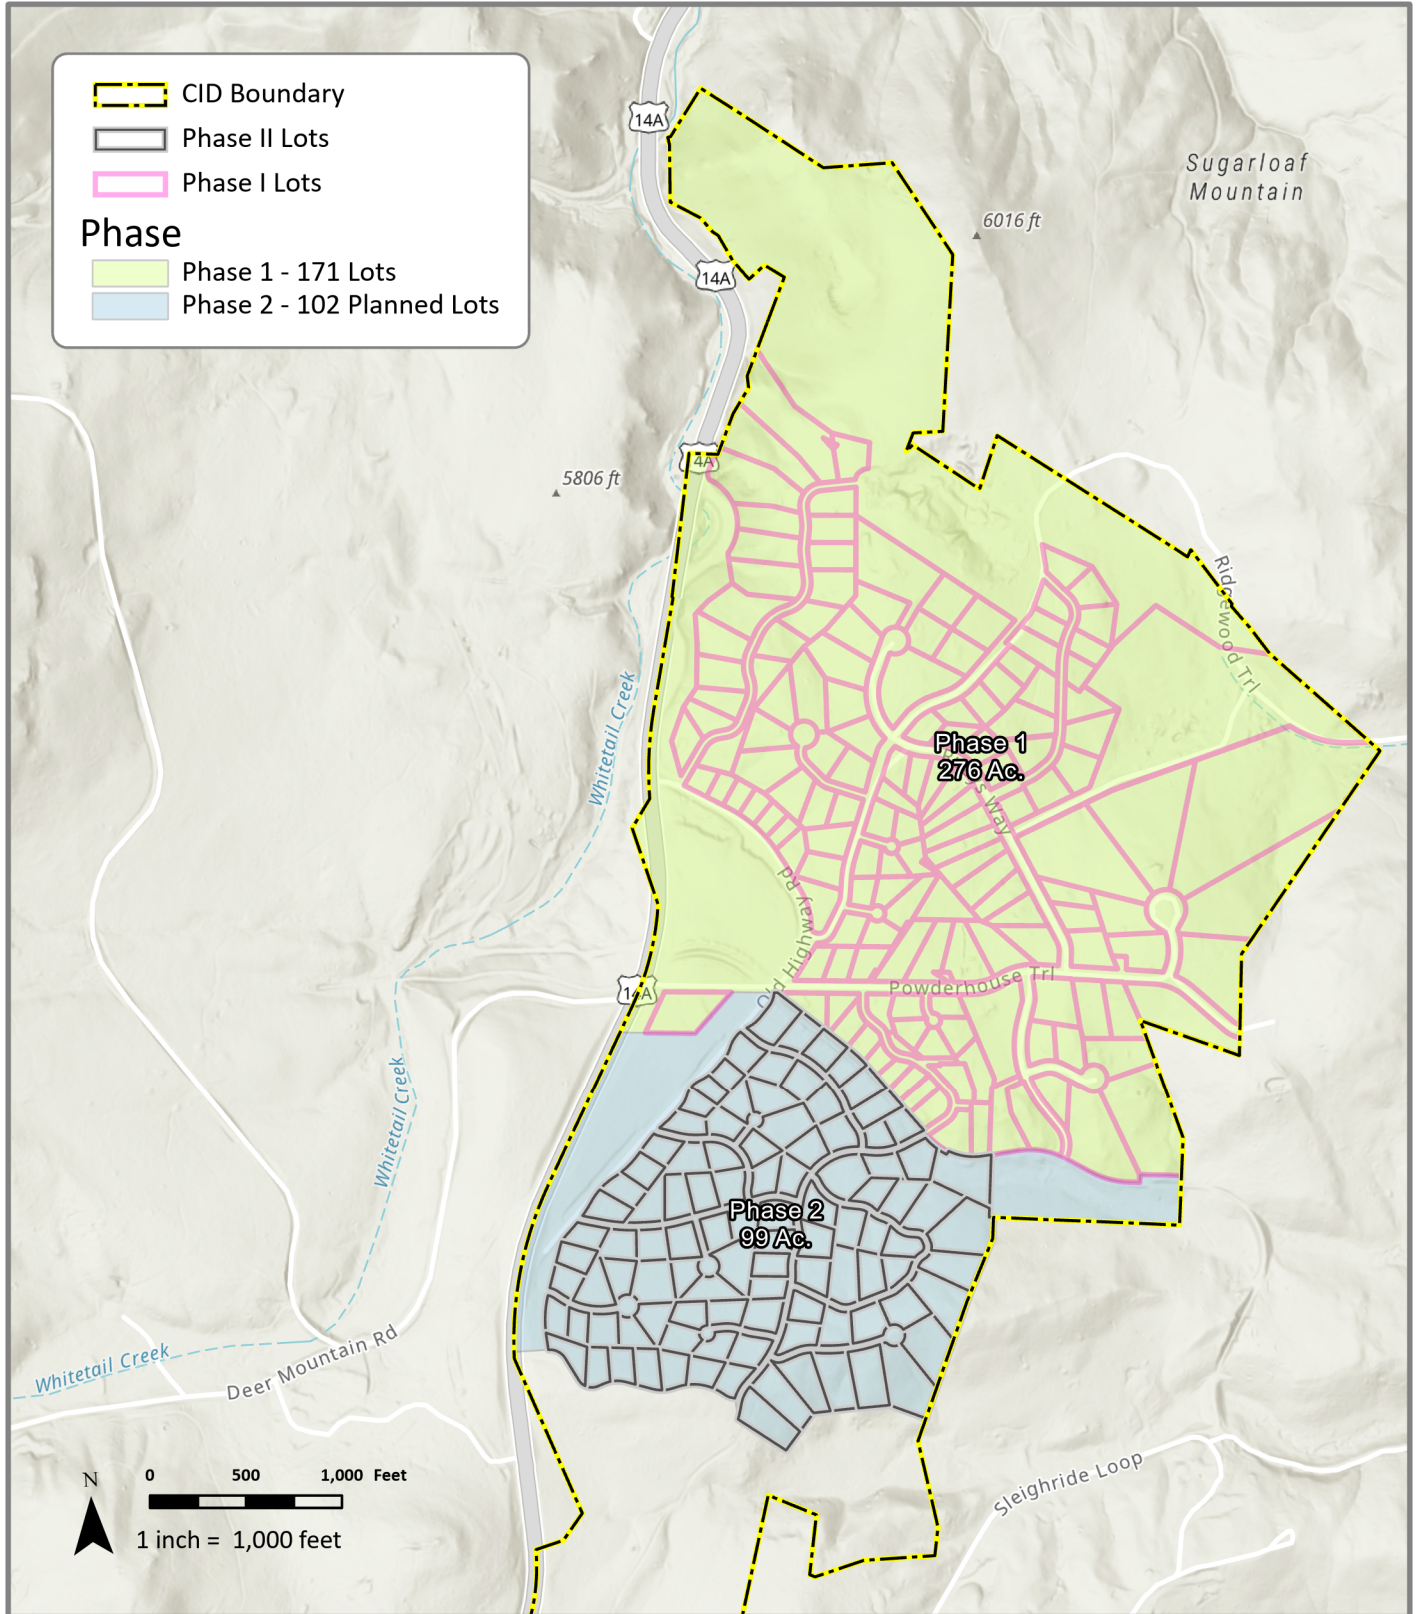 CID Boundary
Phase II Lots
Phase I Lots
Phase
Phase 1 - 171 Lots
Phase 2 - 102 Planned Lots
14A
Sugarloaf
Mountain
6016 ft
14A
14A
5806 ft
Ridgewood Trl
Whitetail Creek
Phase 1
276 Ac.
Way
Old Highway Rd
Powderhouse Trl
14A
Whitetail Creek
Phase 2
99 Ac.
Whitetail Creek
Deer Mountain Rd
Sleighride Loop
N
0 500 1,000 Feet
1 inch = 1,000 feet